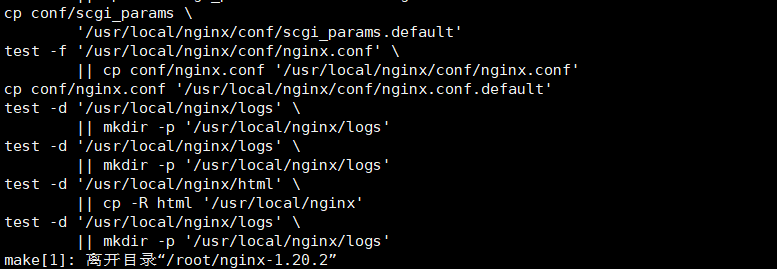 cp conf/scgi_params \
        '/usr/local/nginx/conf/scgi_params.default'
test -f '/usr/local/nginx/conf/nginx.conf' \
        || cp conf/nginx.conf '/usr/local/nginx/conf/nginx.conf'
cp conf/nginx.conf '/usr/local/nginx/conf/nginx.conf.default'
test -d '/usr/local/nginx/logs' \
        || mkdir -p '/usr/local/nginx/logs'
test -d '/usr/local/nginx/logs' \
        || mkdir -p '/usr/local/nginx/logs'
test -d '/usr/local/nginx/html' \
        || cp -R html '/usr/local/nginx'
test -d '/usr/local/nginx/logs' \
        || mkdir -p '/usr/local/nginx/logs'
make[1]: 离开目录“/root/nginx-1.20.2”